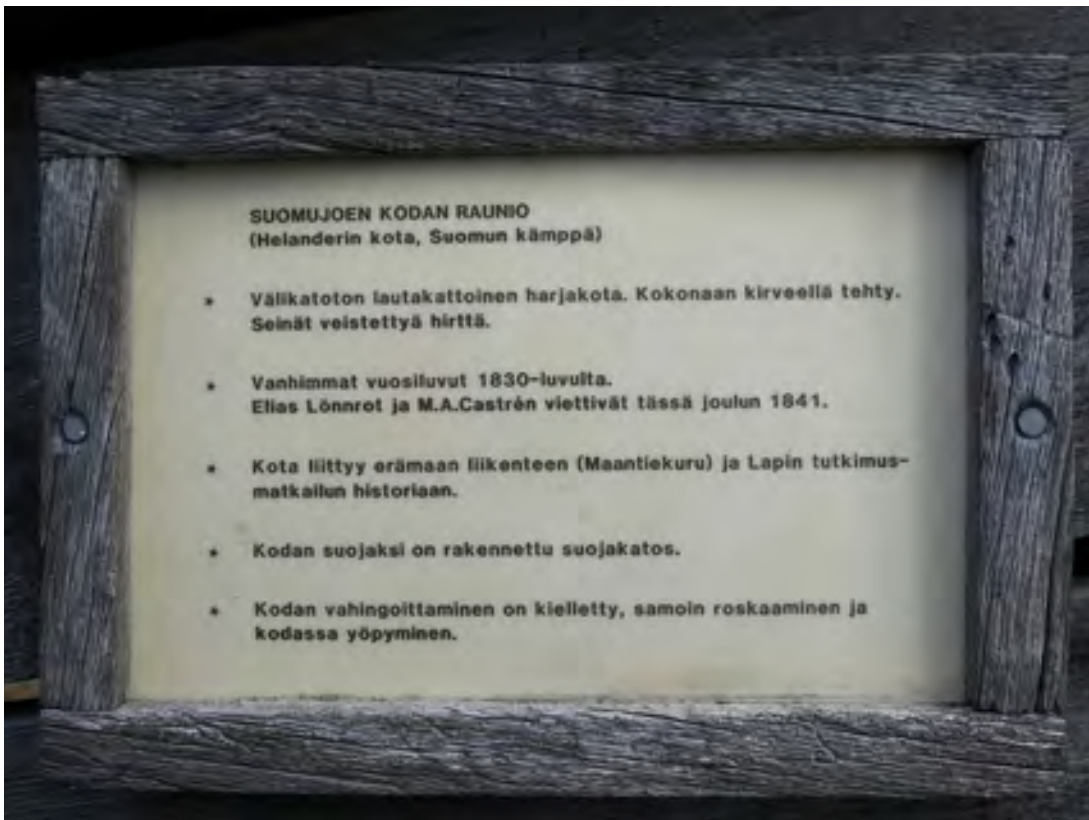 SUOMUJOEN KODAN RAUNIO
(Helanderin kota, Suomun kämppä)
* Välikatoton lautakattoinen harjakota. Kokonaan kirveellä tehty.
Seinät veistettyä hirttä.
* Vanhimmat vuosiluvut 1830-luvulta.
Elias Lönnrot ja M.A.Castrén viettivät tässä joulun 1841.
* Kota liittyy erämaan liikenteen (Maantiekuru) ja Lapin tutkimus-
matkailun historiaan.
* Kodan suojaksi on rakennettu suojakatos.
* Kodan vahingoittaminen on kielletty, samoin roskaaminen ja
kodassa yöpyminen.